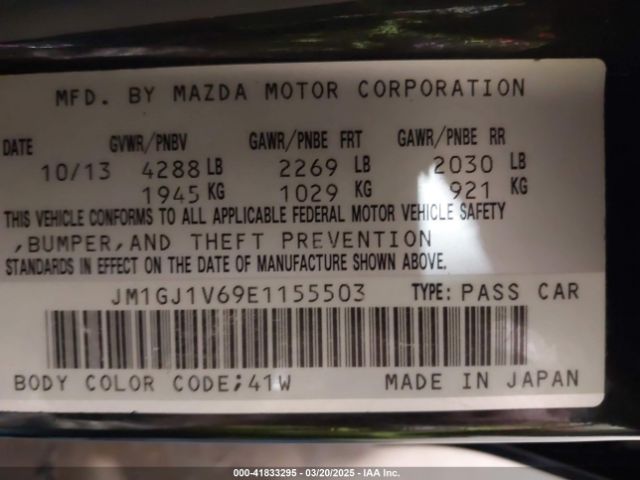 MFD. BY MAZDA MOTOR CORPORATION
DATE GVWR/PNBV GAWR/PNBE FRT GAWR/PNBE RR
10/13 4288 LB 2269 LB 2030 LB
1945 KG 1029 KG 921 KG
THIS VEHICLE CONFORMS TO ALL APPLICABLE FEDERAL MOTOR VEHICLE SAFETY
,BUMPER,AND THEFT PREVENTION
STANDARDS IN EFFECT ON THE DATE OF MANUFACTURE SHOWN ABOVE.
JM1GJ1V69E1155503 TYPE: PASS CAR
BODY COLOR CODE;41W MADE IN JAPAN
000-41833295 - 03/20/2025 - IAA Inc.